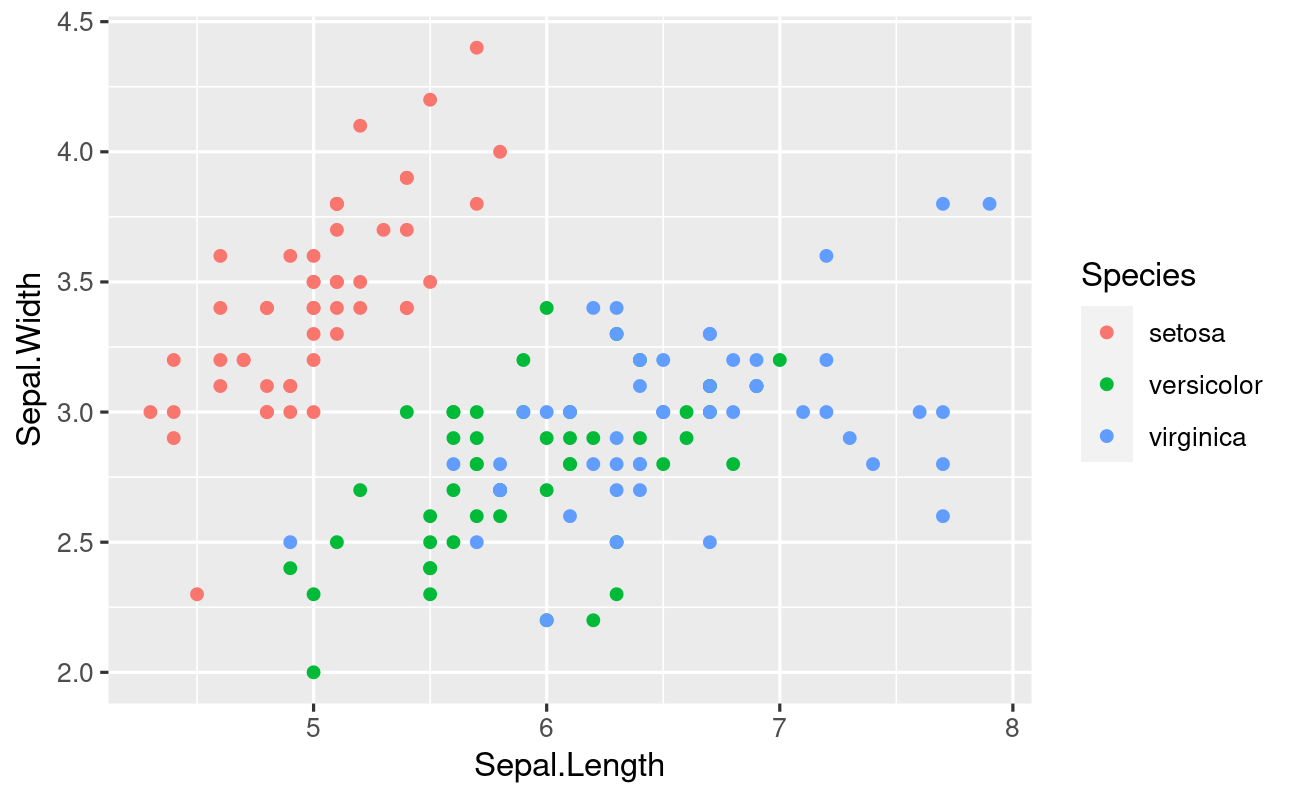 4.5
4.0
3.5
3.0
2.5
2.0
Sepal.Width
5 6 7 8
Sepal.Length
Species
setosa
versicolor
virginica